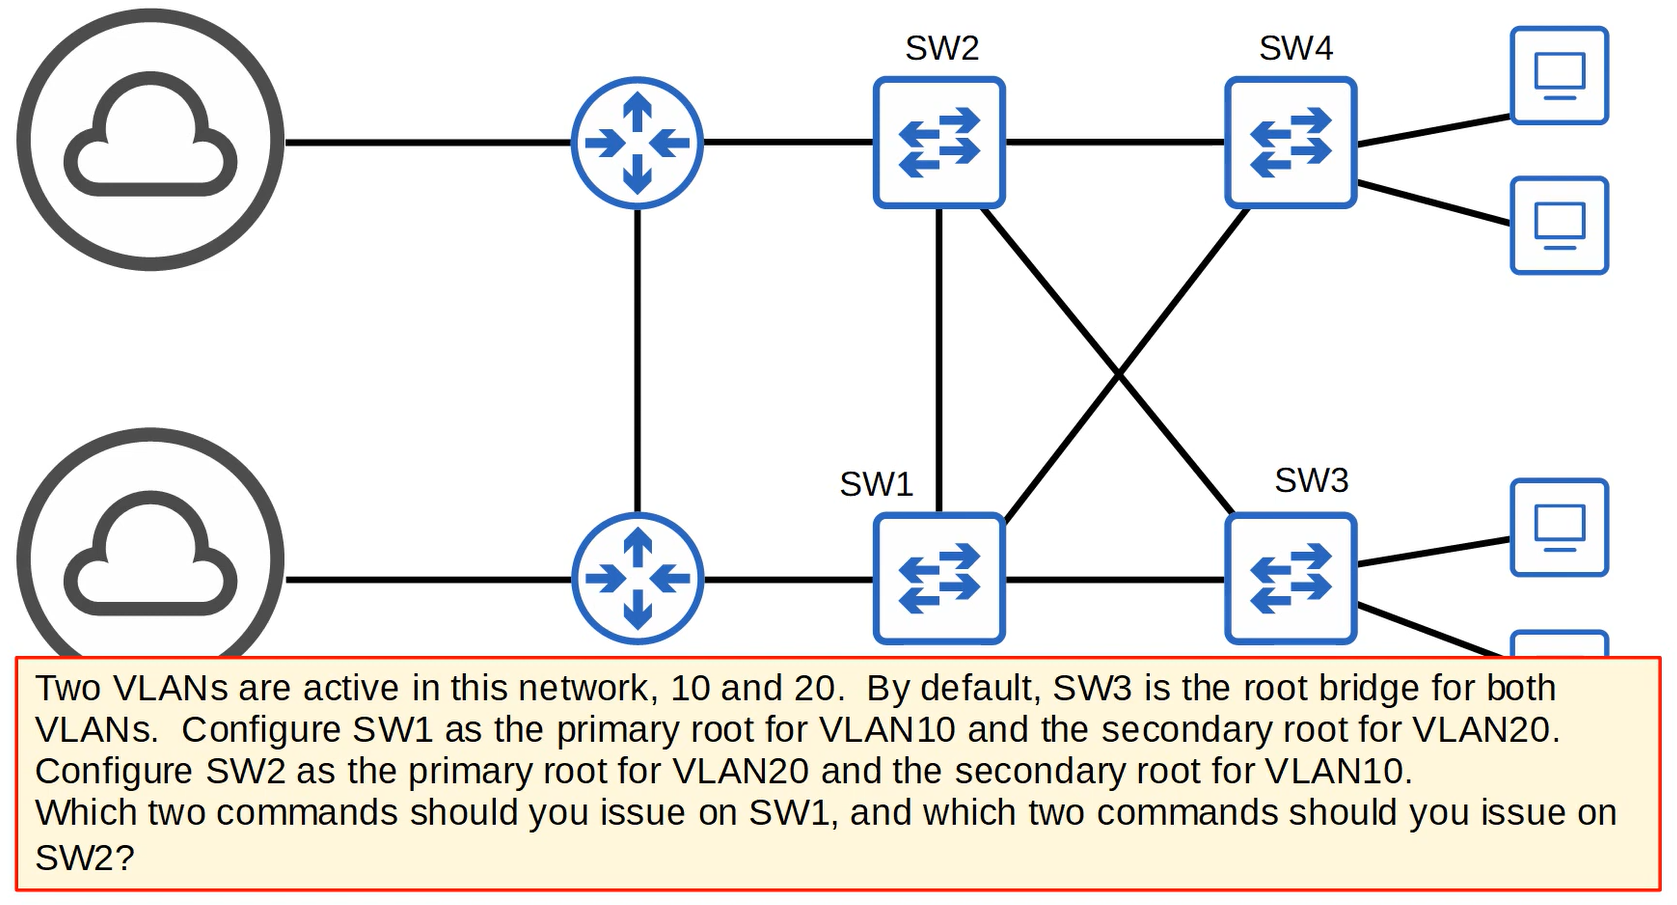 SW2
SW4
SW1
SW3
Two VLANs are active in this network, 10 and 20.  By default, SW3 is the root bridge for both
VLANs.  Configure SW1 as the primary root for VLAN10 and the secondary root for VLAN20.
Configure SW2 as the primary root for VLAN20 and the secondary root for VLAN10.
Which two commands should you issue on SW1, and which two commands should you issue on
SW2?